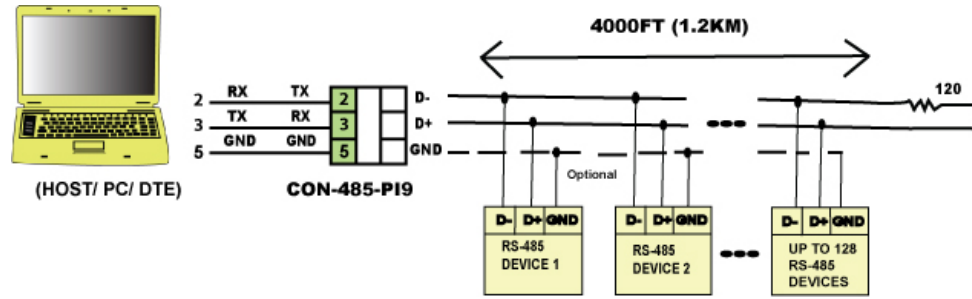 4000FT (1.2KM)
120
2 RX TX 2 D-
3 TX RX 3 D+
5 GND GND 5 GND
Optional
(HOST/ PC/ DTE)
CON-485-PI9
D- D+ GND
RS-485
DEVICE 1
D- D+ GND
RS-485
DEVICE 2
D- D+ GND
UP TO 128
RS-485
DEVICES